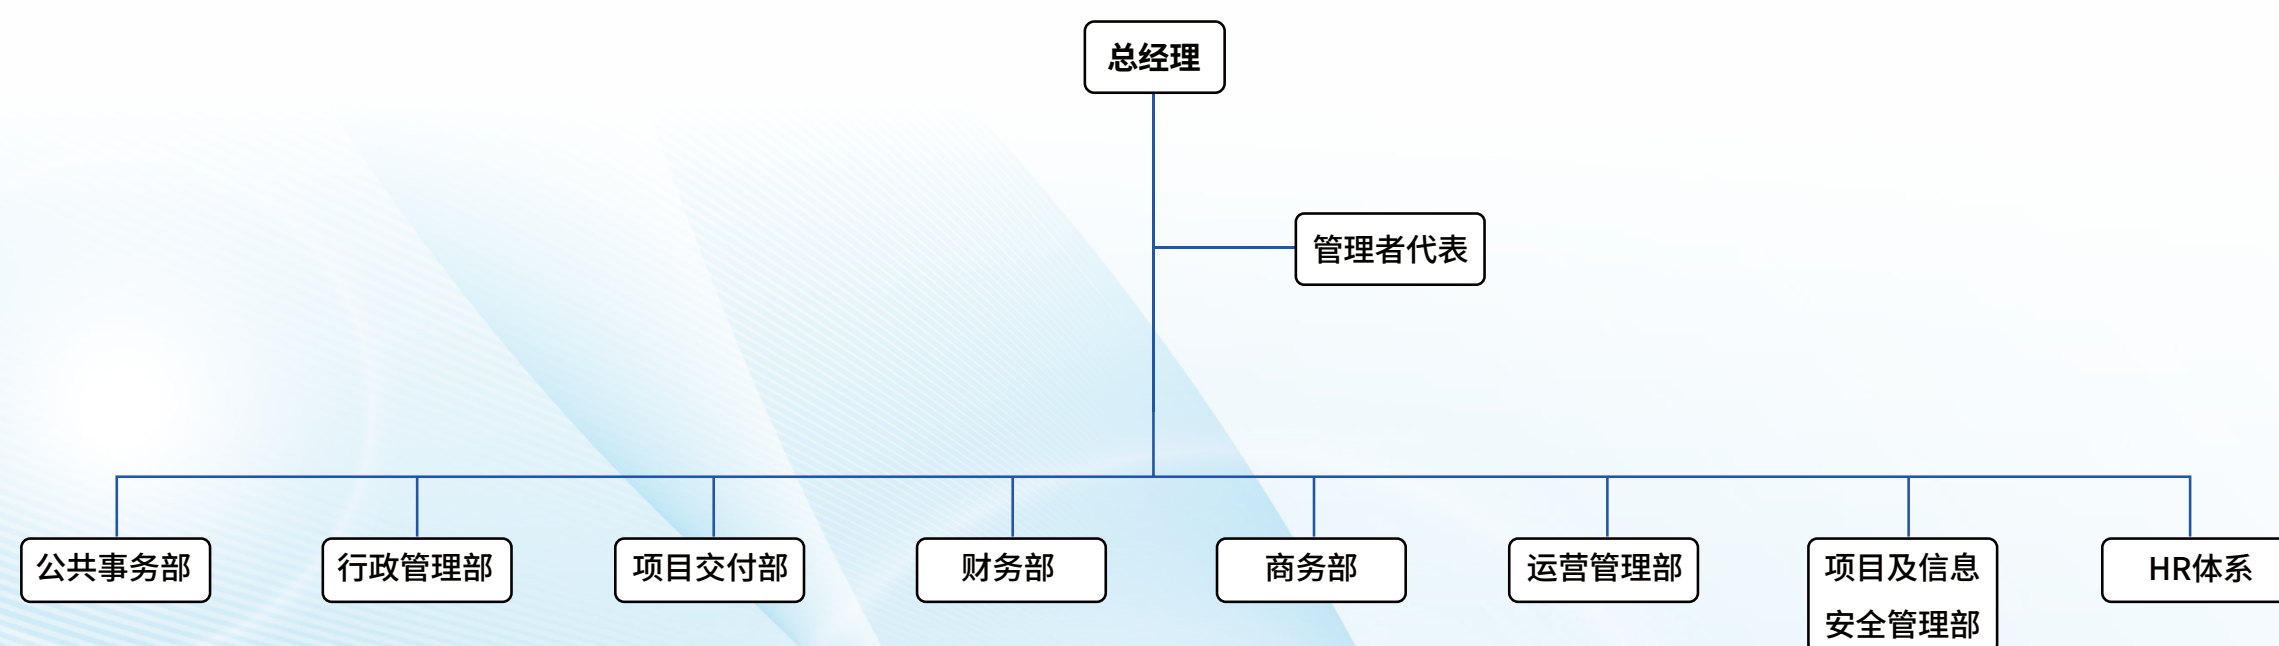 总经理
管理者代表
公共事务部
行政管理部
项目交付部
财务部
商务部
运营管理部
项目及信息
安全管理部
HR体系